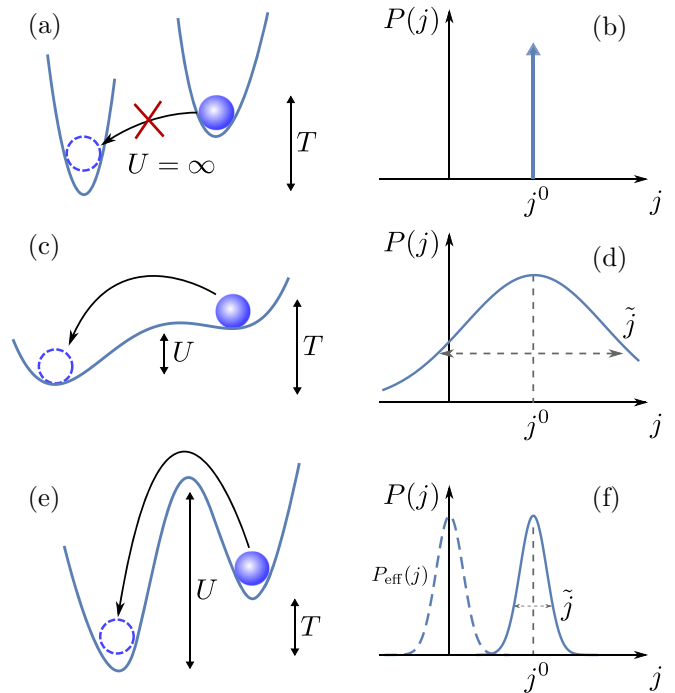 (a)
U = ∞
T
(b)
P(j)
j⁰
j
(c)
U
T
(d)
P(j)
j̃
j⁰
j
(e)
U
T
(f)
P(j)
P_eff(j)
j̃
j⁰
j